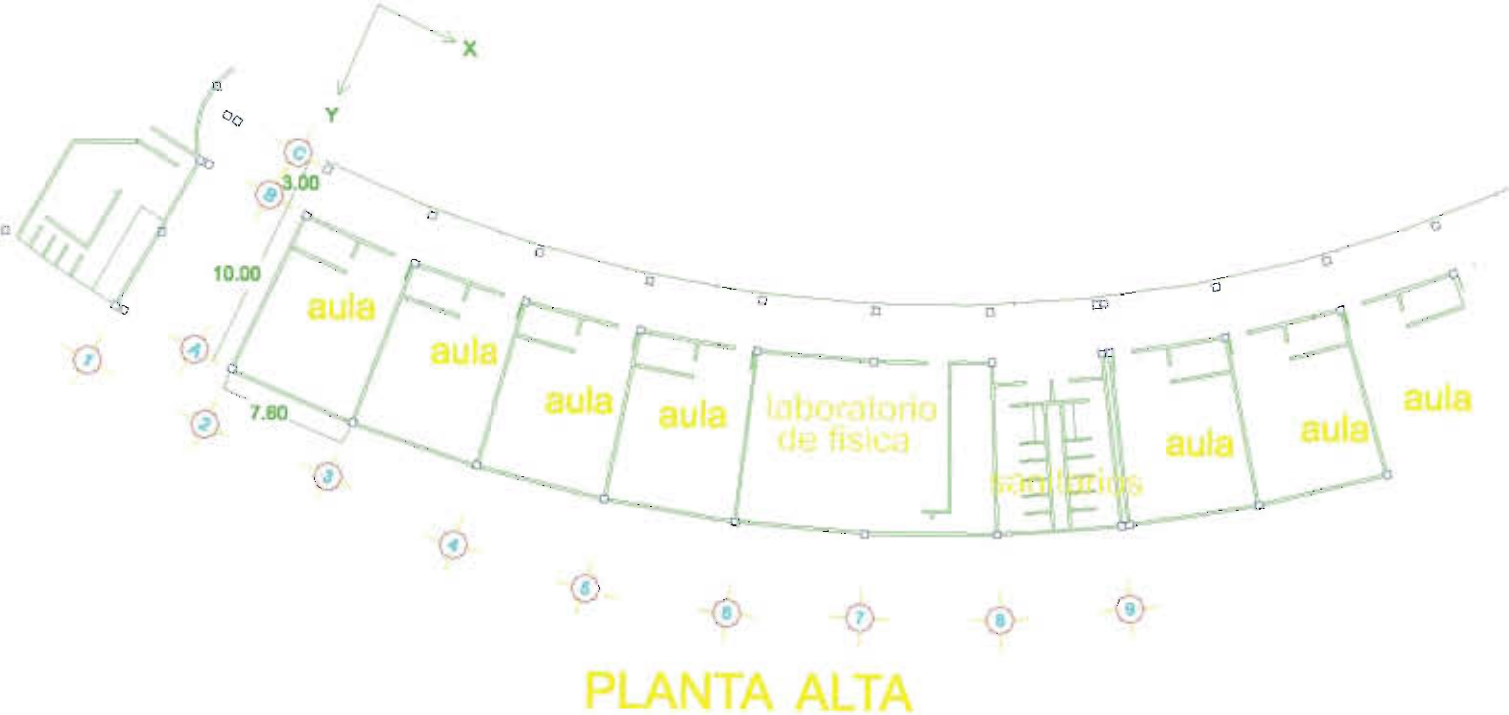 X
Y
C
B
3.00
10.00
aula
A
1
7.60
2
aula
3
aula
aula
laboratorio
de fisica
sanitarios
aula
aula
aula
4
5
6
7
8
9
PLANTA ALTA